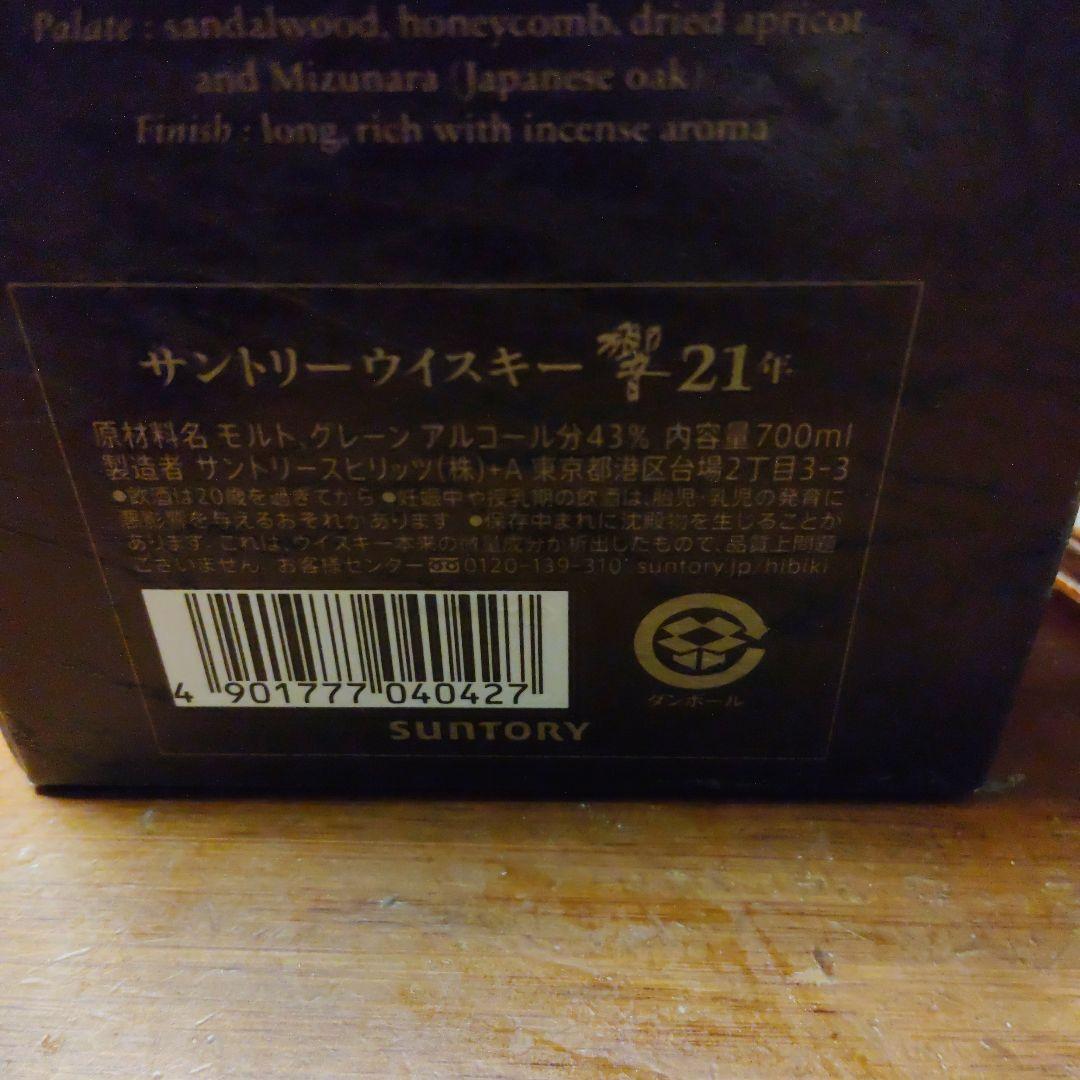 Palate : sandalwood, honeycomb, dried apricot
and Mizunara (Japanese oak)
Finish : long, rich with incense aroma
サントリーウイスキー 響 21年
原材料名 モルト、グレーン アルコール分43% 内容量700ml
製造者 サントリースピリッツ(株)+A 東京都港区台場2丁目3-3
●飲酒は20歳を過ぎてから ●妊娠中や授乳期の飲酒は、胎児・乳児の発育に
悪影響を与えるおそれがあります ●保存中まれに沈殿物を生じることが
あります。これは、ウイスキー本来の微量成分が析出したもので、品質上問題
ございません。お客様センター 0120-139-310 suntory.jp/hibiki
4 901777 040427
ダンボール
SUNTORY